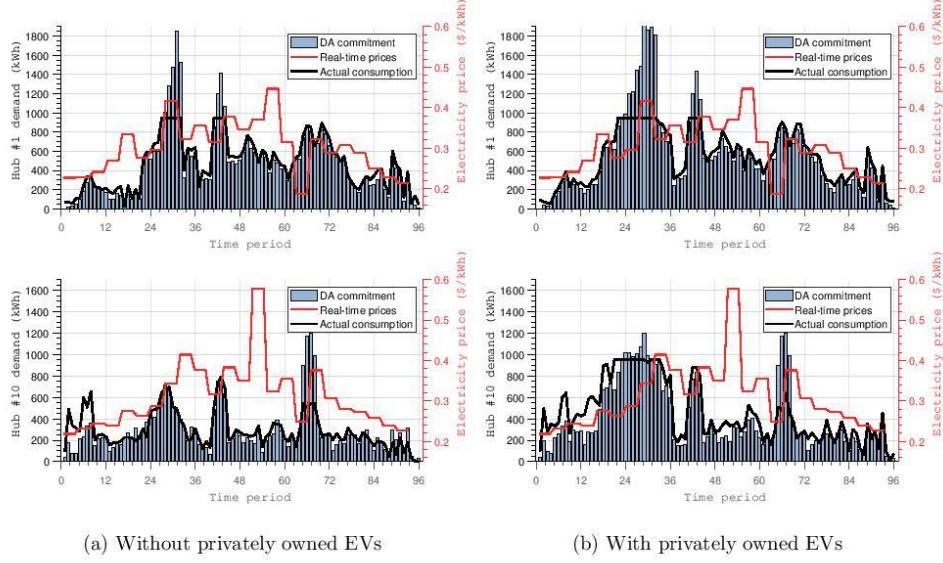 Hub #1 demand (kWh)
1800
1600
1400
1200
1000
800
600
400
200
0
0 12 24 36 48 60 72 84 96
Time period
DA commitment
Real-time prices
Actual consumption
0.6
0.5
0.4
0.3
0.2
Electricity price ($/kWh)
Hub #1 demand (kWh)
1800
1600
1400
1200
1000
800
600
400
200
0
0 12 24 36 48 60 72 84 96
Time period
DA commitment
Real-time prices
Actual consumption
0.6
0.5
0.4
0.3
0.2
Electricity price ($/kWh)
Hub #10 demand (kWh)
1600
1400
1200
1000
800
600
400
200
0
0 12 24 36 48 60 72 84 96
Time period
DA commitment
Real-time prices
Actual consumption
0.6
0.5
0.4
0.3
0.2
Electricity price ($/kWh)
Hub #10 demand (kWh)
1600
1400
1200
1000
800
600
400
200
0
0 12 24 36 48 60 72 84 96
Time period
DA commitment
Real-time prices
Actual consumption
0.6
0.5
0.4
0.3
0.2
Electricity price ($/kWh)
(a) Without privately owned EVs
(b) With privately owned EVs